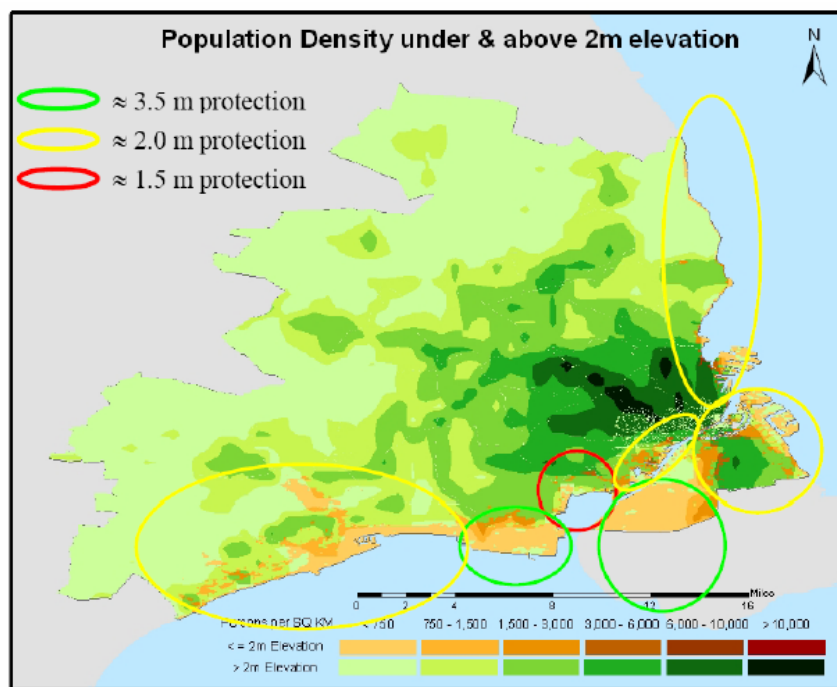 Population Density under & above 2m elevation
N
≈ 3.5 m protection
≈ 2.0 m protection
≈ 1.5 m protection
Miles
0 2 4 8 12 16
Persons per SQ KM < 750 750 - 1,500 1,500 - 3,000 3,000 - 6,000 6,000 - 10,000 > 10,000
< = 2m Elevation
> 2m Elevation